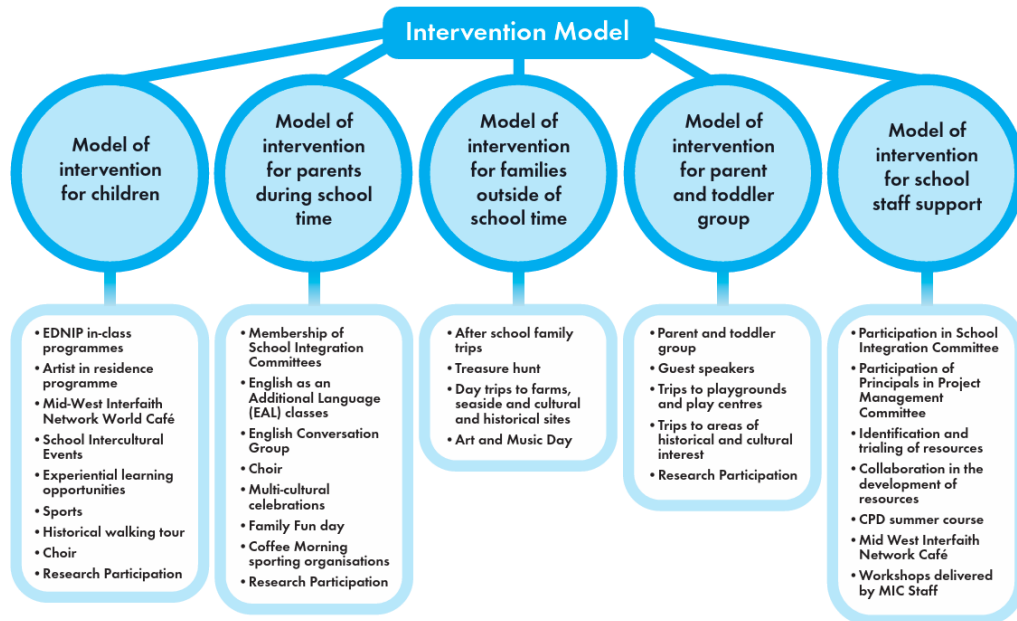 Intervention Model
Model of
intervention
for children
Model of
intervention
for parents
during school
time
Model of
intervention
for families
outside of
school time
Model of
intervention
for parent
and toddler
group
Model of
intervention
for school
staff support
• EDNIP in-class
programmes
• Artist in residence
programme
• Mid-West Interfaith
Network World Café
• School Intercultural
Events
• Experiential learning
opportunities
• Sports
• Historical walking tour
• Choir
• Research Participation
• Membership of
School Integration
Committees
• English as an
Additional Language
(EAL) classes
• English Conversation
Group
• Choir
• Multi-cultural
celebrations
• Family Fun day
• Coffee Morning
sporting organisations
• Research Participation
• After school family
trips
• Treasure hunt
• Day trips to farms,
seaside and cultural
and historical sites
• Art and Music Day
• Parent and toddler
group
• Guest speakers
• Trips to playgrounds
and play centres
• Trips to areas of
historical and cultural
interest
• Research Participation
• Participation in School
Integration Committee
• Participation of
Principals in Project
Management
Committee
• Identification and
trialing of resources
• Collaboration in the
development of
resources
• CPD summer course
• Mid West Interfaith
Network Café
• Workshops delivered
by MIC Staff